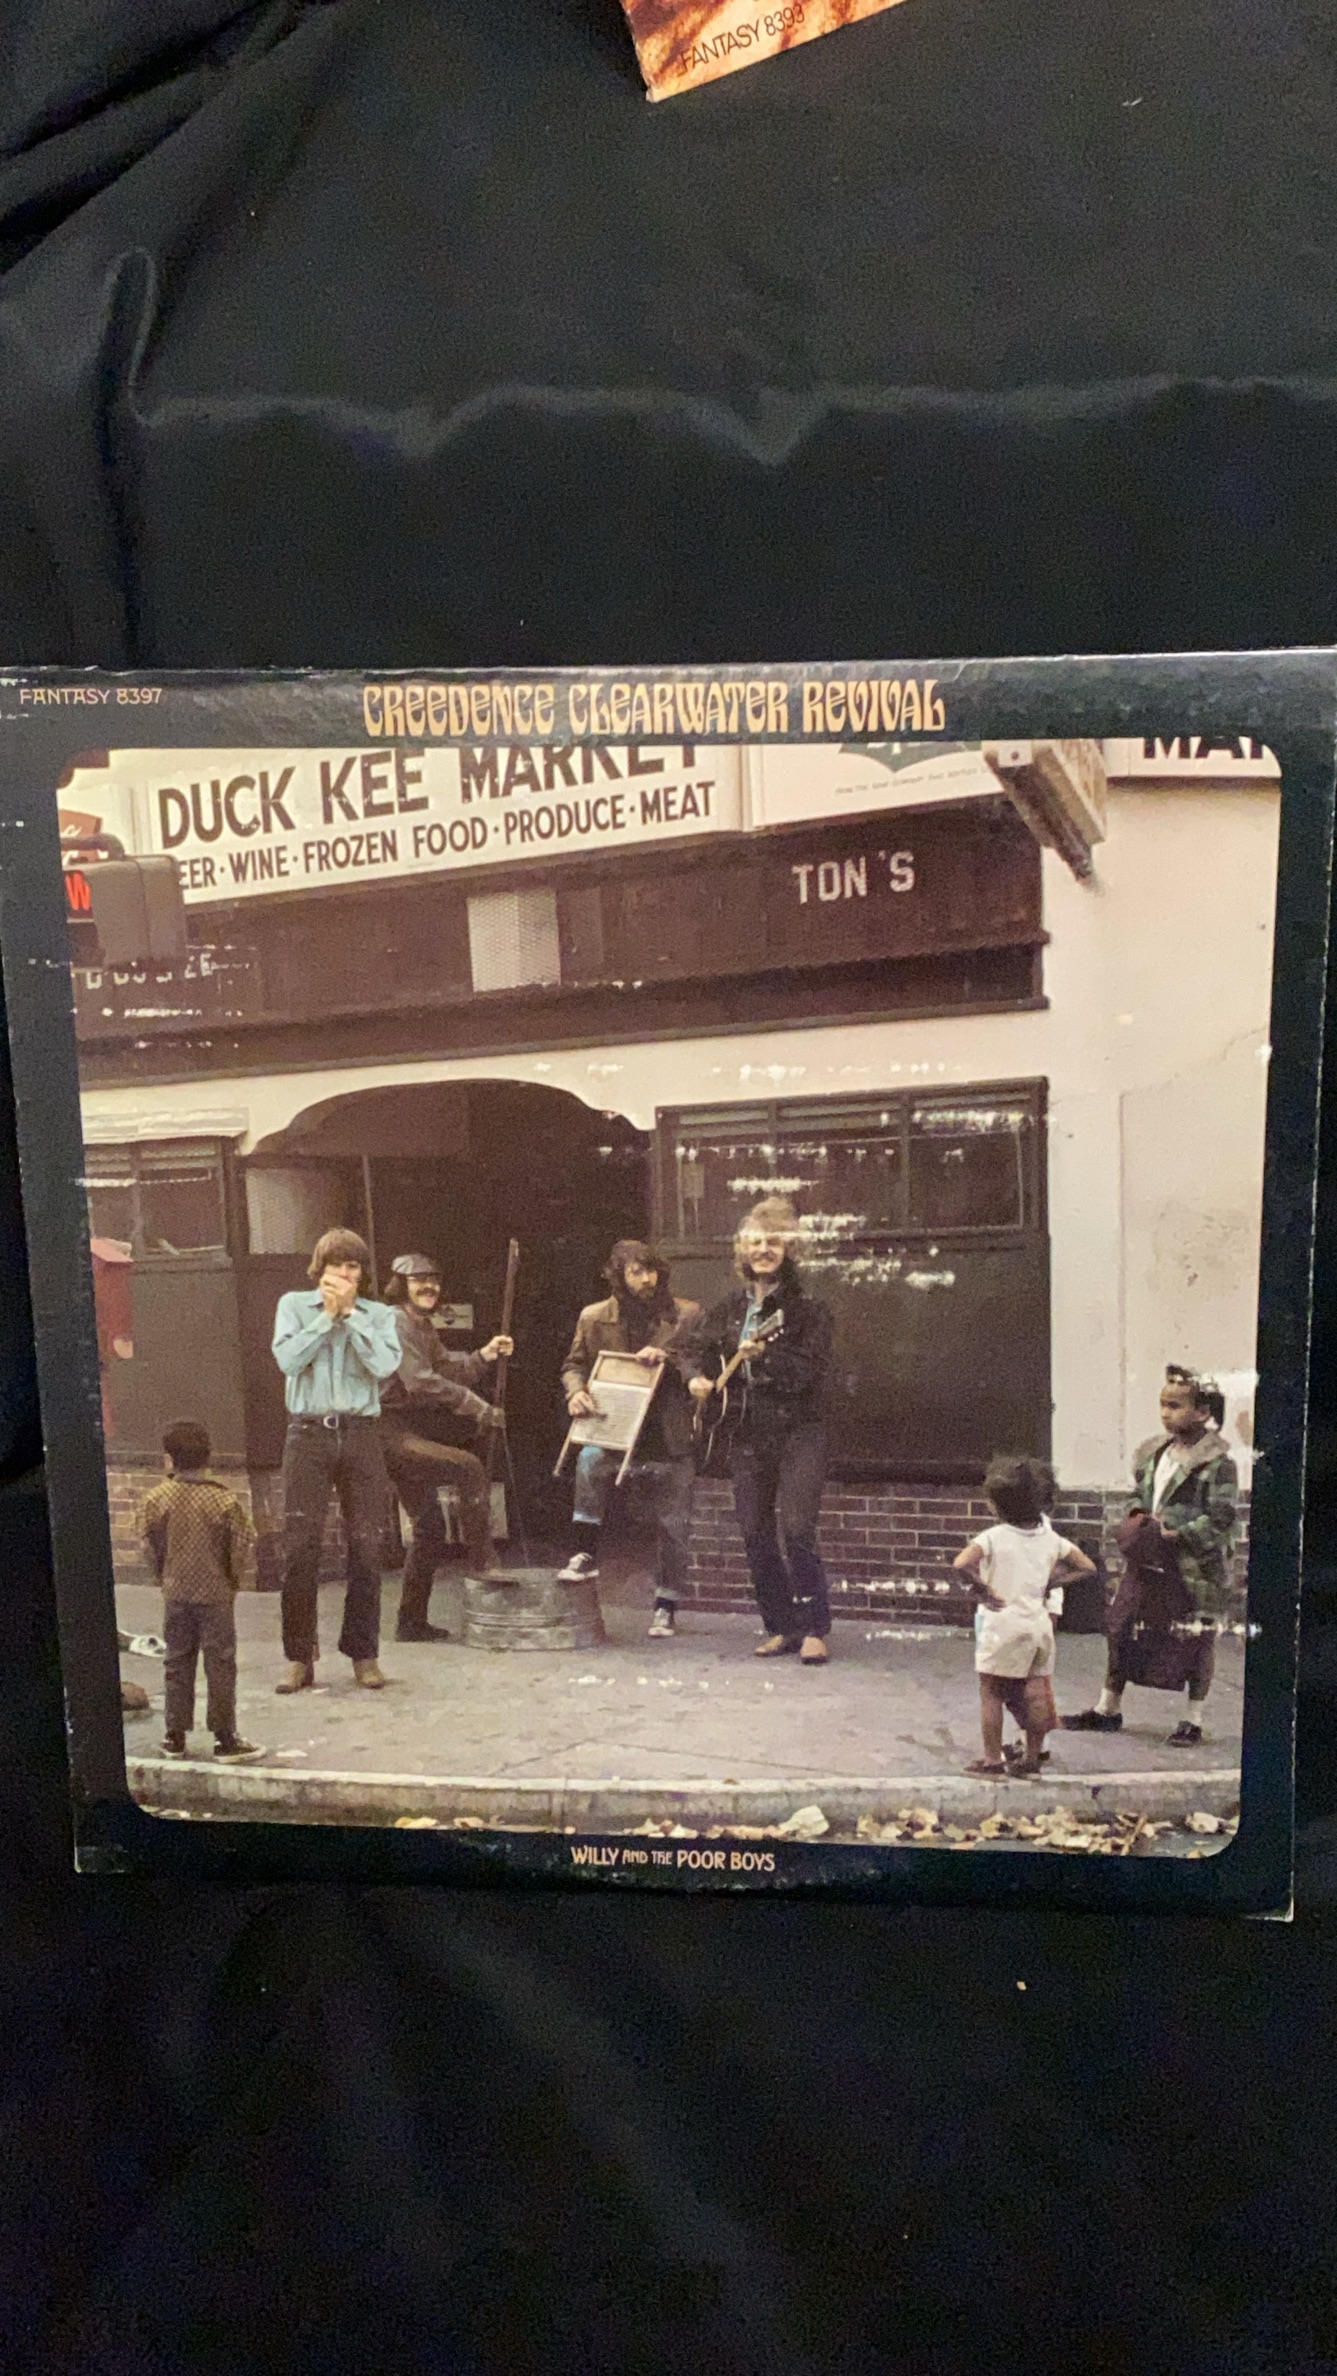 FANTASY 8393
FANTASY 8397
CREEDENCE CLEARWATER REVIVAL
DUCK KEE MARKET
EER · WINE · FROZEN FOOD · PRODUCE · MEAT
MAR
TON'S
W
WILLY AND THE POOR BOYS